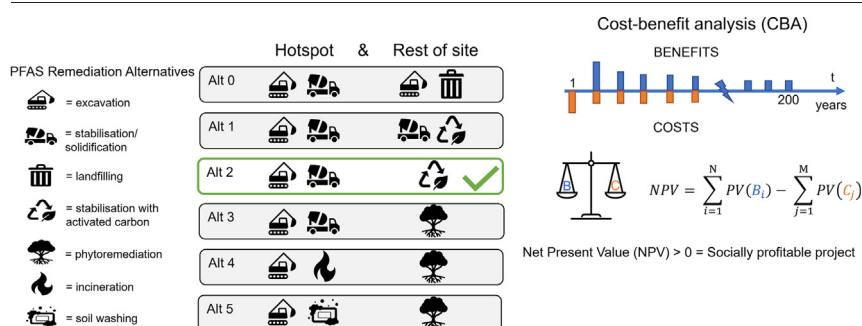 Cost-benefit analysis (CBA)
Hotspot & Rest of site
BENEFITS
PFAS Remediation Alternatives
Alt 0
1
t
= excavation
200
years
= stabilisation/
solidification
Alt 1
COSTS
= landfilling
Alt 2
B
C
NPV = ∑ᵢ₌₁ᴺ PV(Bᵢ) − ∑ⱼ₌₁ᴹ PV(Cⱼ)
= stabilisation with
activated carbon
Alt 3
= phytoremediation
Net Present Value (NPV) > 0 = Socially profitable project
Alt 4
= incineration
Alt 5
= soil washing